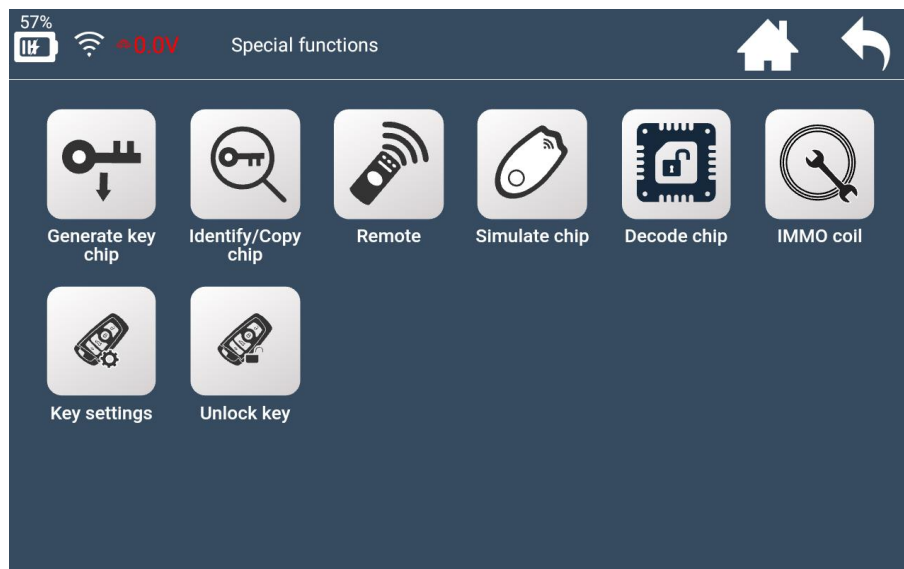 57%
0.0V
Special functions
Generate key
chip
Identify/Copy
chip
Remote
Simulate chip
Decode chip
IMMO coil
Key settings
Unlock key